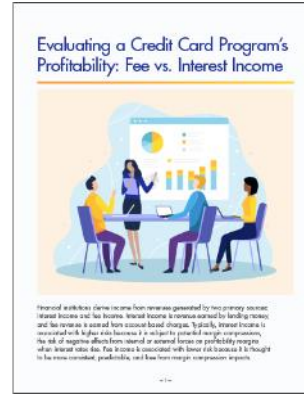 Evaluating a Credit Card Program's
Profitability: Fee vs. Interest Income
Financial institutions derive income from revenues generated by two primary sources:
interest income and fee income. Interest income is revenue earned by lending money,
and fee revenue is earned from account based charges. Typically, interest income is
associated with higher risk because it is subject to potential margin compression,
the risk of negative effects from internal or external forces on profitability margins
when interest rates rise. Fee income is associated with lower risk because it is thought
to be more consistent, predictable, and free from margin compression impacts.